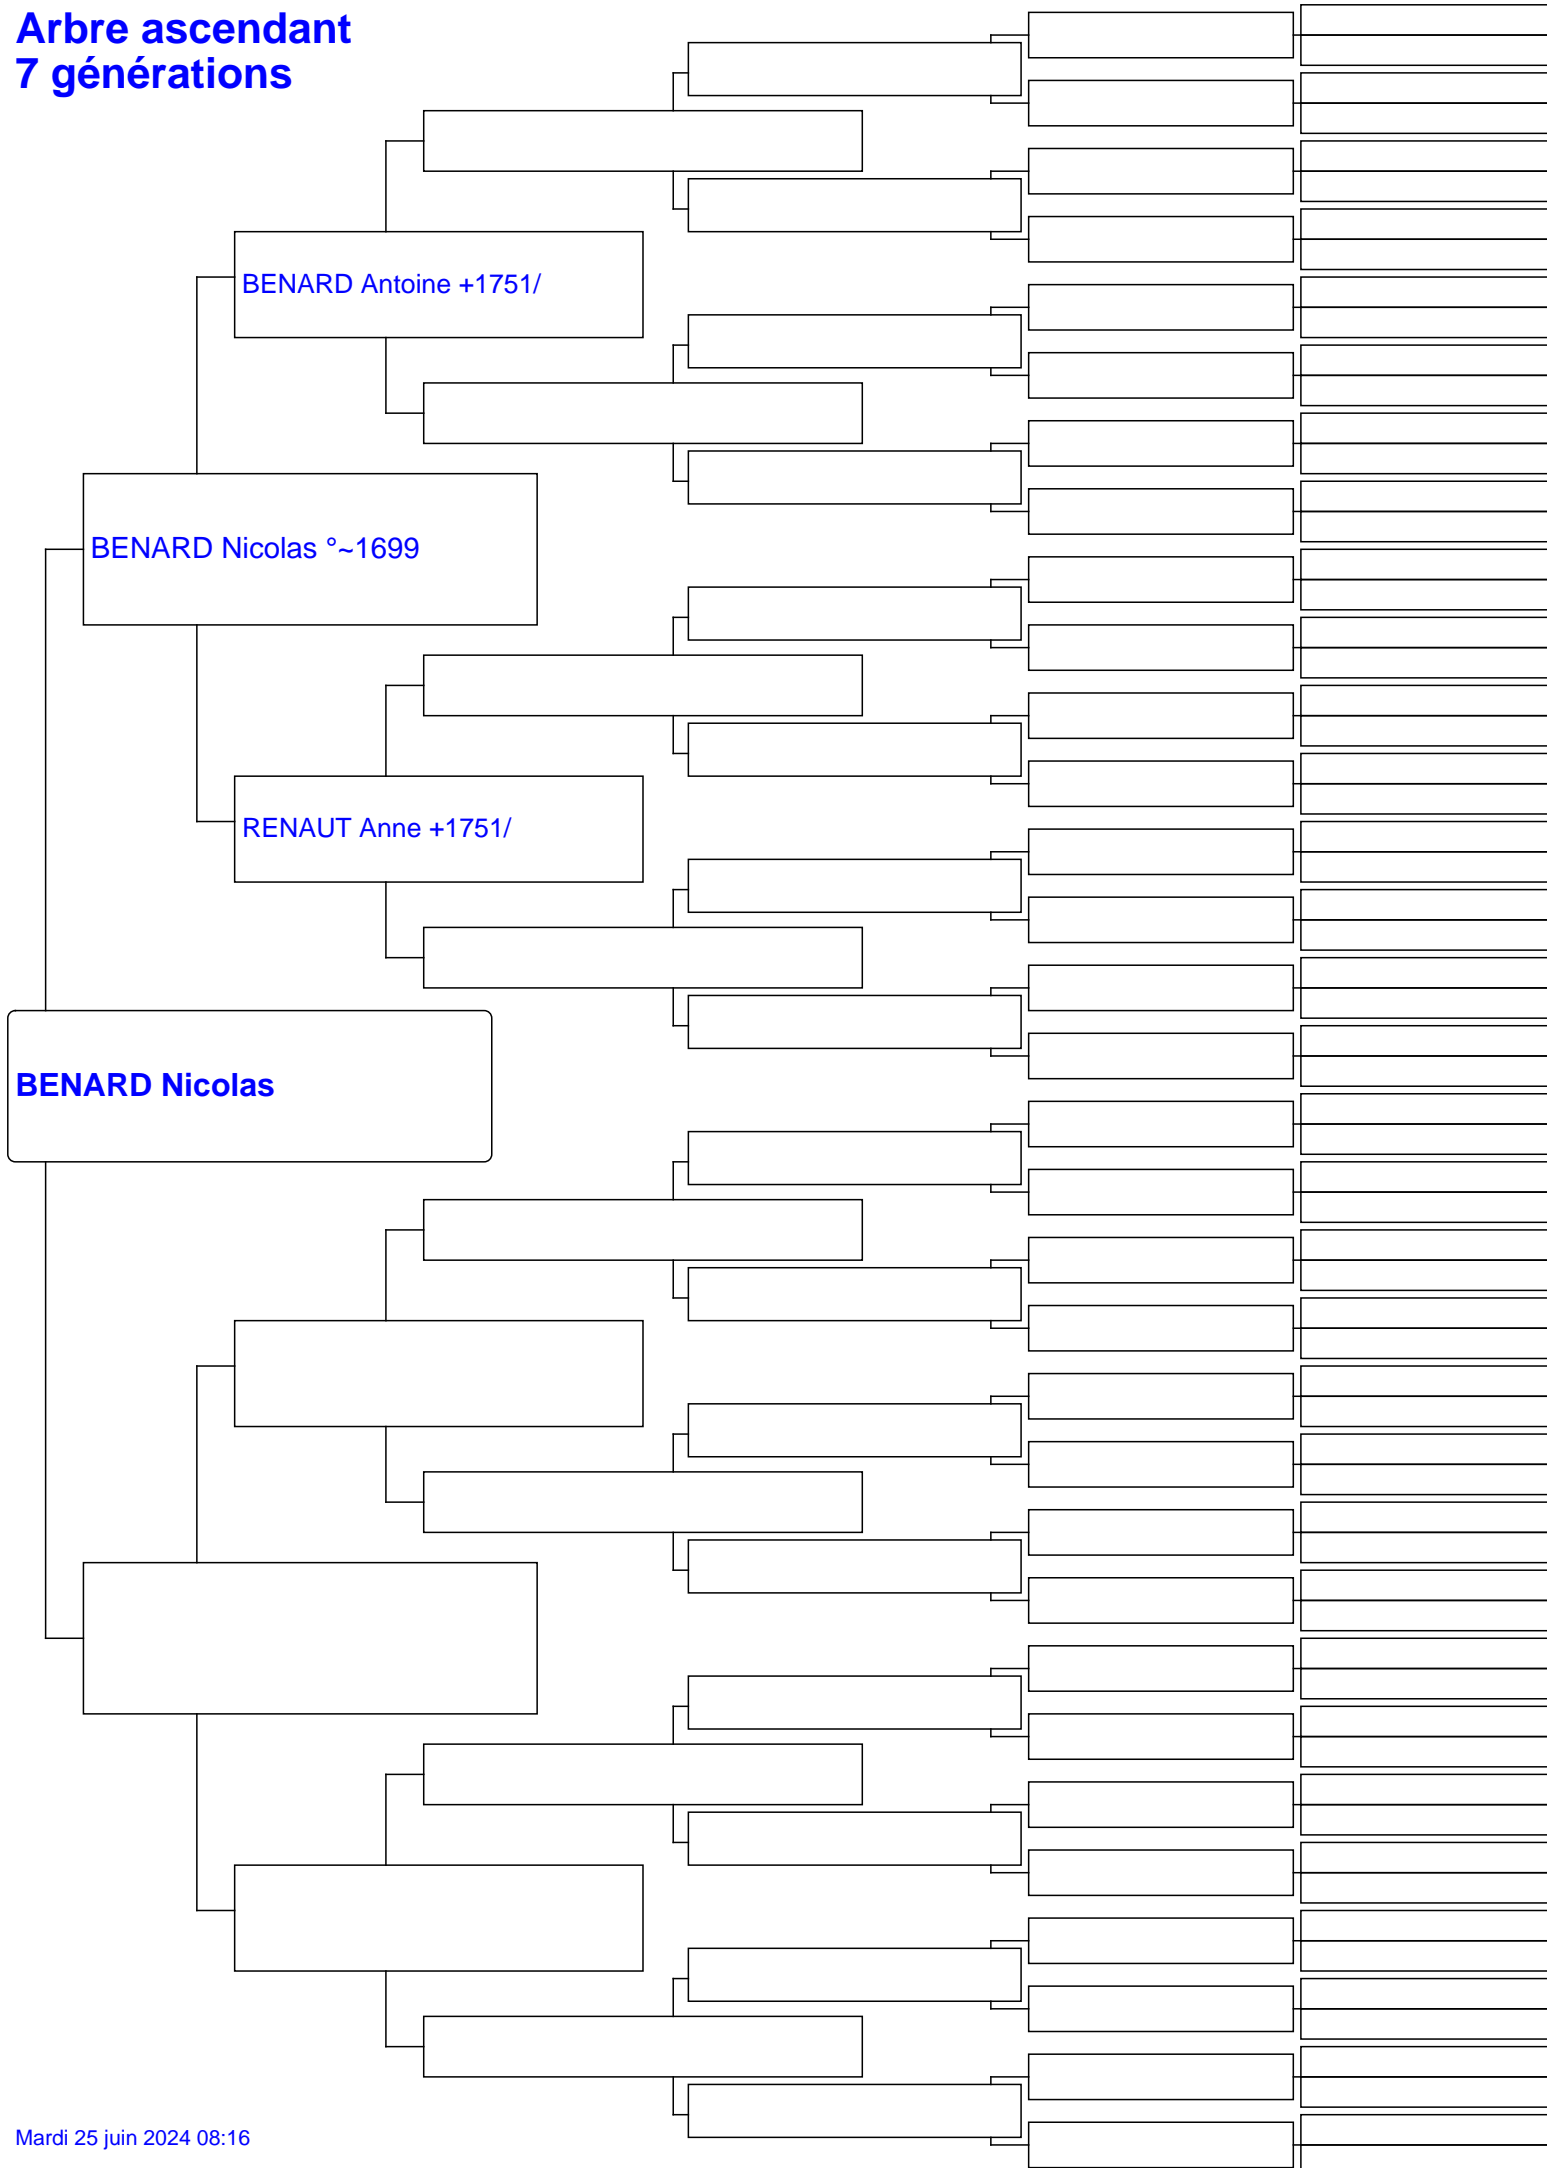 Arbre ascendant
7 générations
BENARD Antoine +1751/
BENARD Nicolas °~1699
RENAUT Anne +1751/
BENARD Nicolas
Mardi 25 juin 2024 08:16